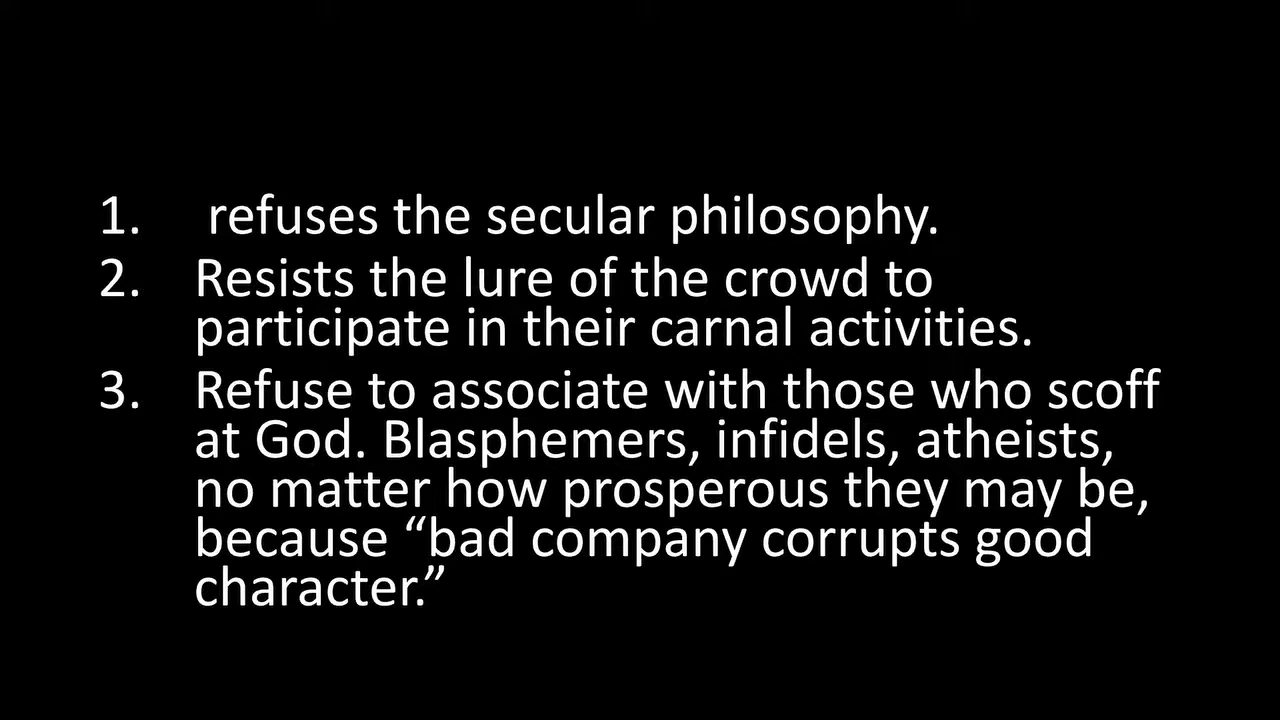 1. refuses the secular philosophy.
2. Resists the lure of the crowd to
participate in their carnal activities.
3. Refuse to associate with those who scoff
at God. Blasphemers, infidels, atheists,
no matter how prosperous they may be,
because “bad company corrupts good
character.”